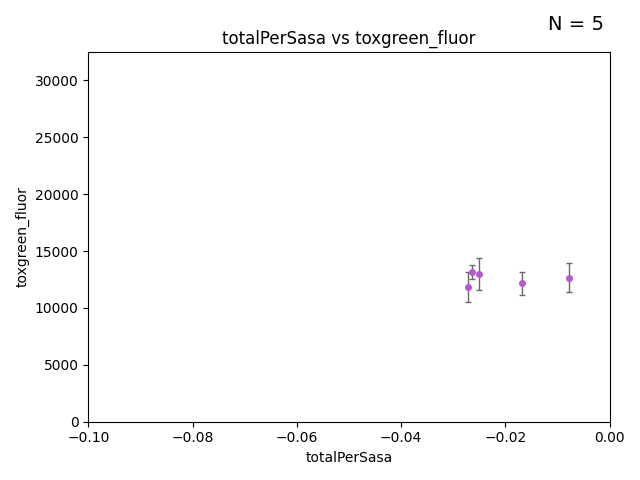 N = 5
totalPerSasa vs toxgreen_fluor
30000
25000
20000
15000
10000
5000
0
toxgreen_fluor
−0.10 −0.08 −0.06 −0.04 −0.02 0.00
totalPerSasa